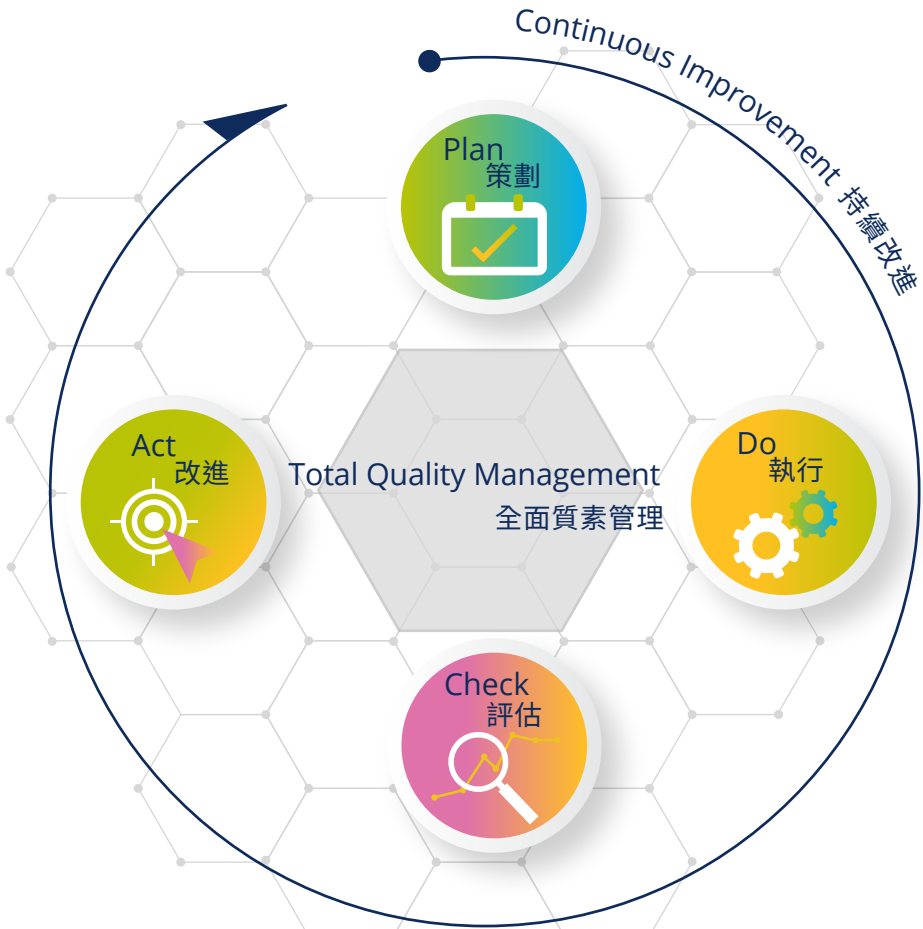 Continuous Improvement 持續改進
Plan
策劃
Do
執行
Total Quality Management
全面質素管理
Check
評估
Act
改進